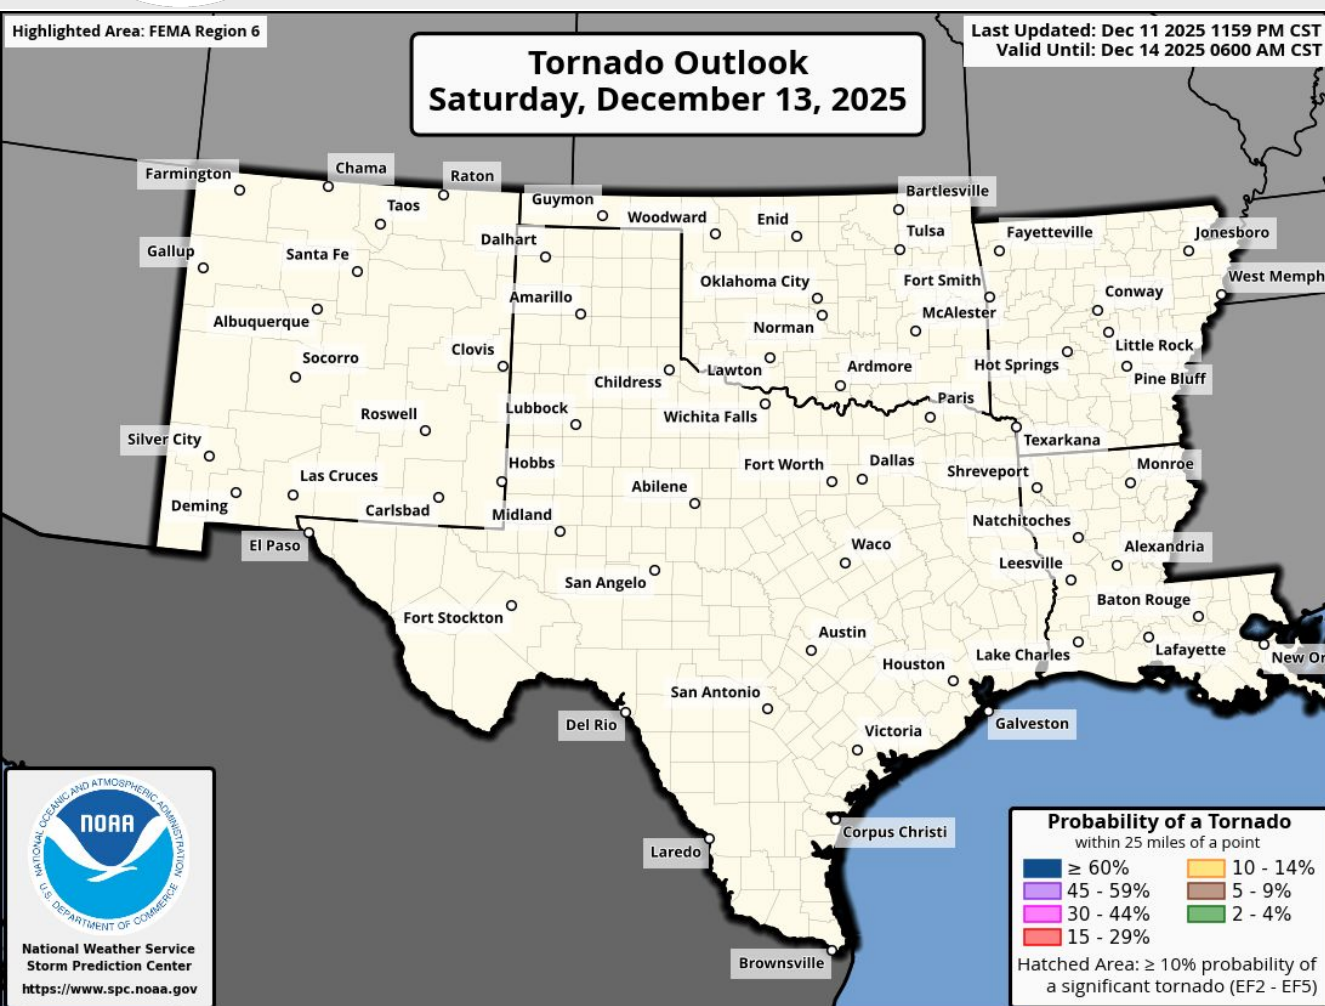 Highlighted Area: FEMA Region 6
Last Updated: Dec 11 2025 1159 PM CST
Valid Until: Dec 14 2025 0600 AM CST
Tornado Outlook
Saturday, December 13, 2025
Farmington
Chama
Raton
Taos
Guymon
Woodward
Enid
Bartlesville
Tulsa
Fayetteville
Jonesboro
Gallup
Santa Fe
Dalhart
Oklahoma City
Fort Smith
West Memph
Amarillo
Conway
Albuquerque
Norman
McAlester
Little Rock
Socorro
Clovis
Childress
Lawton
Ardmore
Hot Springs
Pine Bluff
Roswell
Lubbock
Wichita Falls
Paris
Silver City
Texarkana
Las Cruces
Hobbs
Abilene
Fort Worth
Dallas
Shreveport
Monroe
Deming
Carlsbad
Midland
Natchitoches
El Paso
Waco
Alexandria
San Angelo
Leesville
Fort Stockton
Baton Rouge
Austin
Lake Charles
Lafayette
New Or
Houston
San Antonio
Del Rio
Galveston
Victoria
Corpus Christi
Laredo
Brownsville
NATIONAL OCEANIC AND ATMOSPHERIC ADMINISTRATION
NOAA
U.S. DEPARTMENT OF COMMERCE
National Weather Service
Storm Prediction Center
https://www.spc.noaa.gov
Probability of a Tornado
within 25 miles of a point
≥ 60%
10 - 14%
45 - 59%
5 - 9%
30 - 44%
2 - 4%
15 - 29%
Hatched Area: ≥ 10% probability of
a significant tornado (EF2 - EF5)